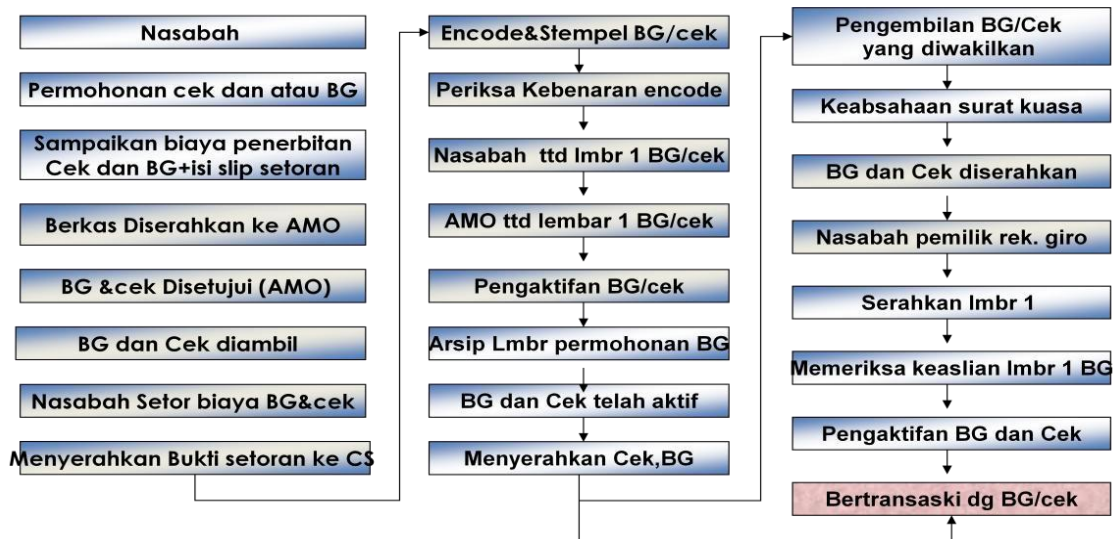 Nasabah
Permohonan cek dan atau BG
Sampaikan biaya penerbitan
Cek dan BG+isi slip setoran
Berkas Diserahkan ke AMO
BG &cek Disetujui (AMO)
BG dan Cek diambil
Nasabah Setor biaya BG&cek
Menyerahkan Bukti setoran ke CS
Encode&Stempel BG/cek
Periksa Kebenaran encode
Nasabah ttd lmbr 1 BG/cek
AMO ttd lembar 1 BG/cek
Pengaktifan BG/cek
Arsip Lmbr permohonan BG
BG dan Cek telah aktif
Menyerahkan Cek,BG
Pengembilan BG/Cek
yang diwakilkan
Keabsahaan surat kuasa
BG dan Cek diserahkan
Nasabah pemilik rek. giro
Serahkan lmbr 1
Memeriksa keaslian lmbr 1 BG
Pengaktifan BG dan Cek
Bertransaski dg BG/cek